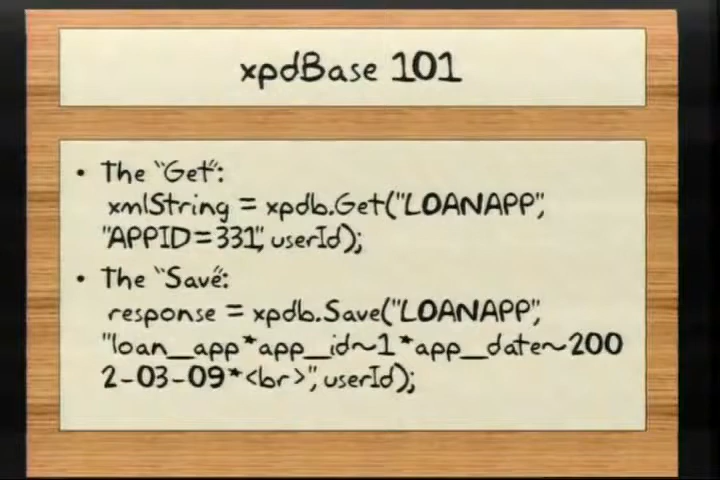 xpdBase 101
• The "Get":
xmlString = xpdb.Get("LOANAPP",
"APPID=331", userId);
• The "Save:
response = xpdb.Save("LOANAPP",
"loan_app*app_id~1*app_date~200
2-03-09*<br>", userId);